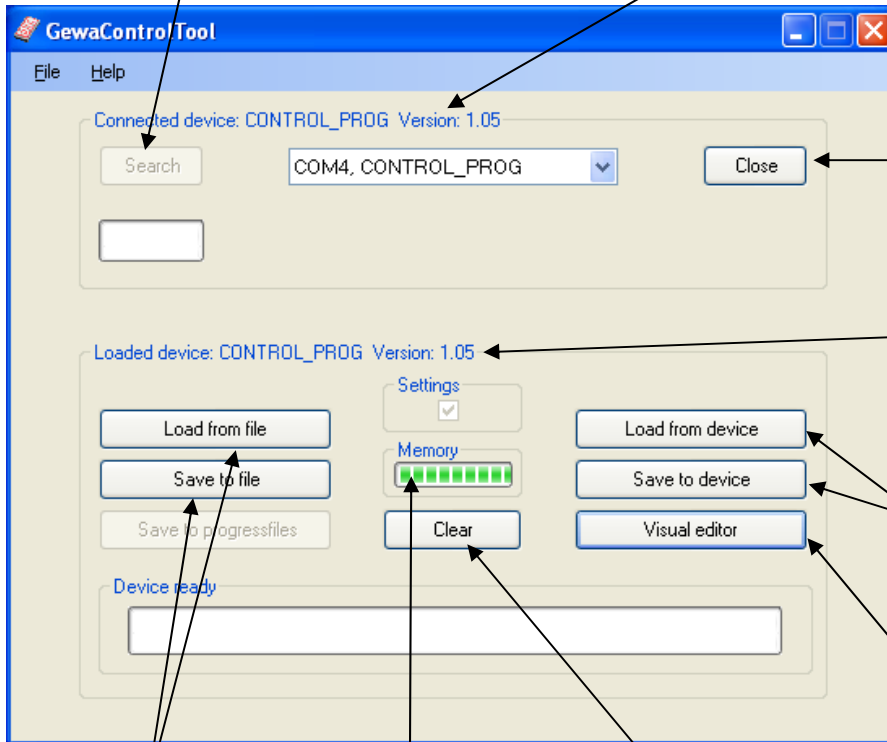 GewaControlTool
File Help
Connected device: CONTROL_PROG Version: 1.05
Search COM4, CONTROL_PROG Close
Loaded device: CONTROL_PROG Version: 1.05
Settings
Load from file Load from device
Memory
Save to file Save to device
Save to progressfiles Clear Visual editor
Device ready